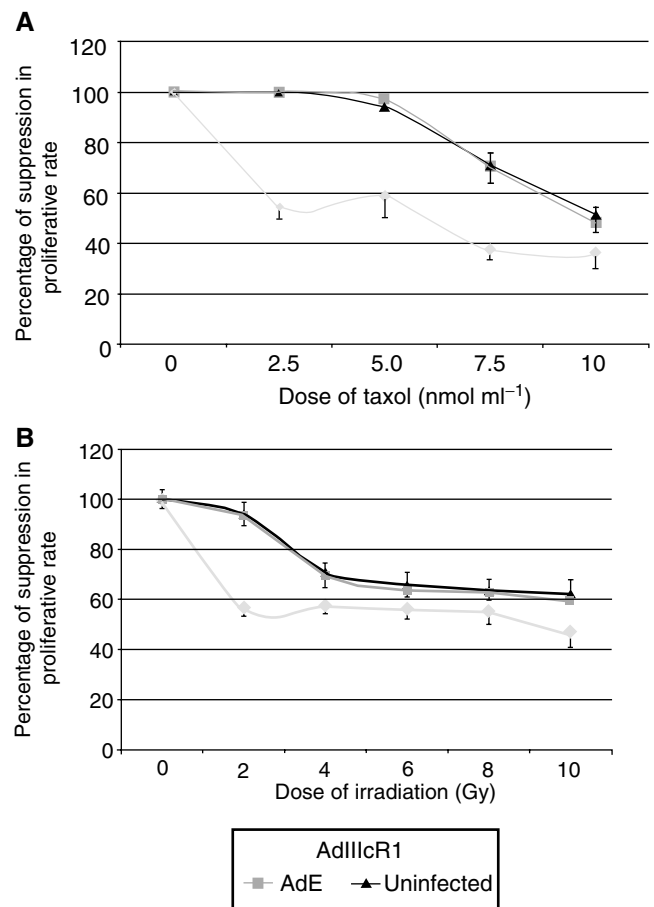 A
Percentage of suppression in
proliferative rate
120
100
80
60
40
20
0
0 2.5 5.0 7.5 10
Dose of taxol (nmol ml⁻¹)
B
Percentage of suppression in
proliferative rate
120
100
80
60
40
20
0
0 2 4 6 8 10
Dose of irradiation (Gy)
AdIIIcR1
AdE Uninfected